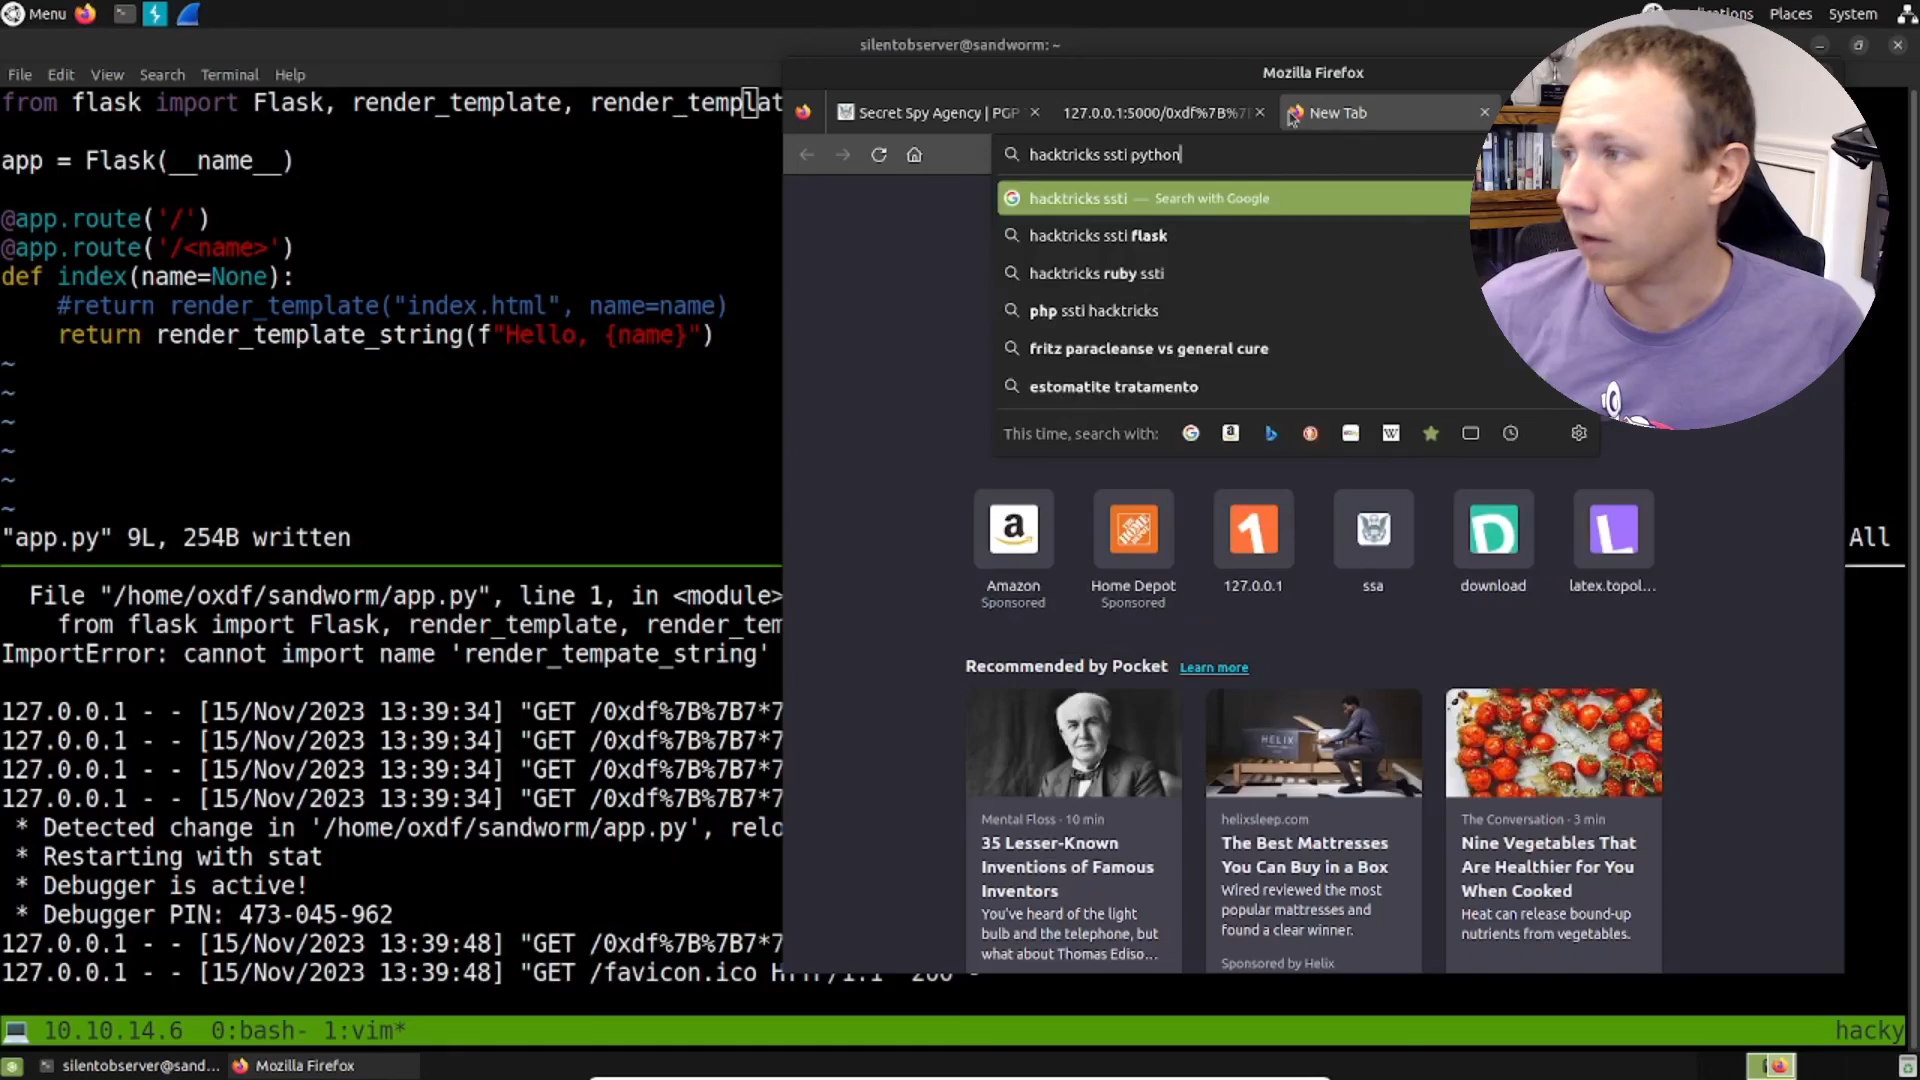 Menu
Applications Places System
silentobserver@sandworm: ~
File Edit View Search Terminal Help
from flask import Flask, render_template, render_templat
app = Flask(__name__)
@app.route('/')
@app.route('/<name>')
def index(name=None):
    #return render_template("index.html", name=name)
    return render_template_string(f"Hello, {name}")
~
~
~
~
~
~
"app.py" 9L, 254B written
All
File "/home/oxdf/sandworm/app.py", line 1, in <module>
from flask import Flask, render_template, render_tem
ImportError: cannot import name 'render_tempate_string'
127.0.0.1 - - [15/Nov/2023 13:39:34] "GET /0xdf%7B%7B7*7
127.0.0.1 - - [15/Nov/2023 13:39:34] "GET /0xdf%7B%7B7*7
127.0.0.1 - - [15/Nov/2023 13:39:34] "GET /0xdf%7B%7B7*7
127.0.0.1 - - [15/Nov/2023 13:39:34] "GET /0xdf%7B%7B7*7
* Detected change in '/home/oxdf/sandworm/app.py', relo
* Restarting with stat
* Debugger is active!
* Debugger PIN: 473-045-962
127.0.0.1 - - [15/Nov/2023 13:39:48] "GET /0xdf%7B%7B7*7
127.0.0.1 - - [15/Nov/2023 13:39:48] "GET /favicon.ico HTTP/1.1" 200 -
10.10.14.6 0:bash- 1:vim*
hacky
silentobserver@sand...
Mozilla Firefox
Mozilla Firefox
Secret Spy Agency | PGP
127.0.0.1:5000/0xdf%7B%7
New Tab
hacktricks ssti python
hacktricks ssti — Search with Google
hacktricks ssti flask
hacktricks ruby ssti
php ssti hacktricks
fritz paracleanse vs general cure
estomatite tratamento
This time, search with:
Amazon
Sponsored
Home Depot
Sponsored
127.0.0.1
ssa
download
latex.topol...
Recommended by Pocket Learn more
Mental Floss · 10 min
35 Lesser-Known
Inventions of Famous
Inventors
You've heard of the light
bulb and the telephone, but
what about Thomas Ediso...
HELIX
helixsleep.com
The Best Mattresses
You Can Buy in a Box
Wired reviewed the most
popular mattresses and
found a clear winner.
Sponsored by Helix
The Conversation · 3 min
Nine Vegetables That
Are Healthier for You
When Cooked
Heat can release bound-up
nutrients from vegetables.